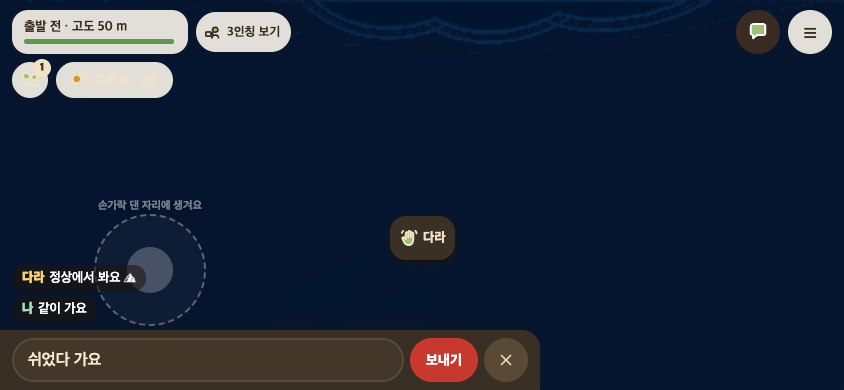 출발 전 · 고도 50 m
3인칭 보기
1
손가락 댄 자리에 생겨요
다라
다라 정상에서 봐요
나 같이 가요
쉬었다 가요
보내기